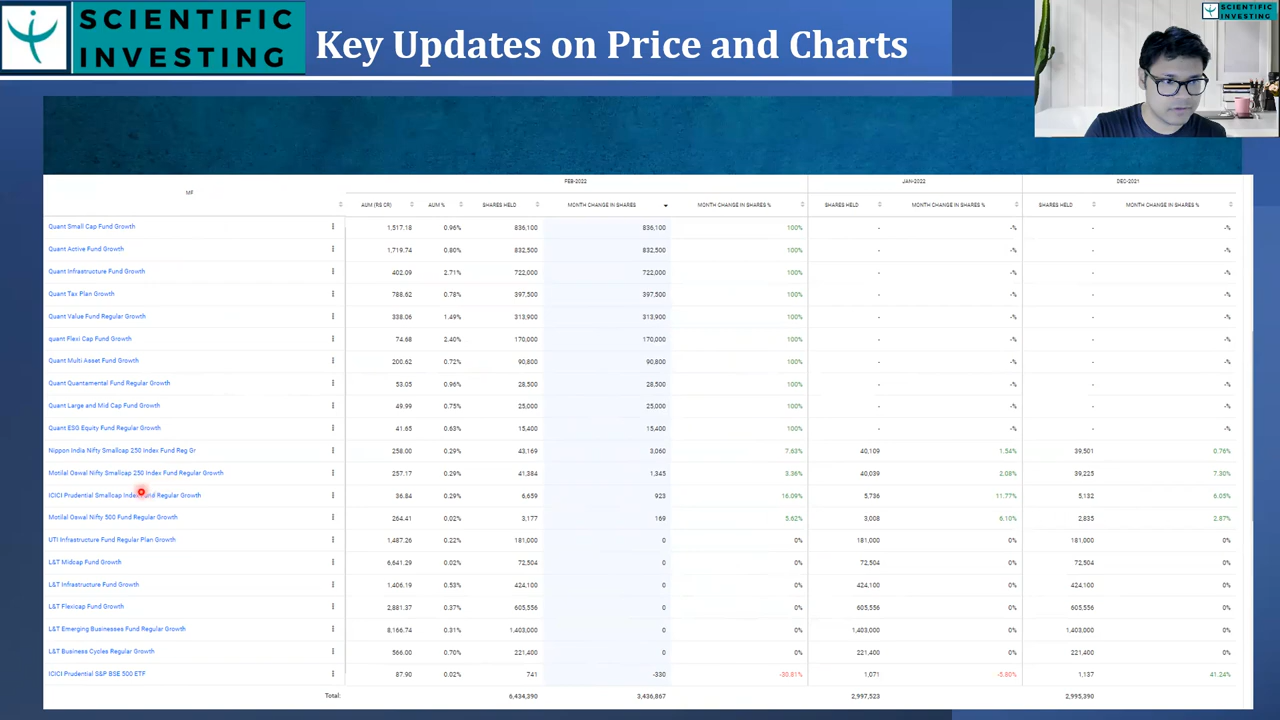 SCIENTIFIC
INVESTING
Key Updates on Price and Charts
SCIENTIFIC
INVESTING
FEB-2022 JAN-2022 DEC-2021
MF
AUM (RS CR) AUM % SHARES HELD MONTH CHANGE IN SHARES MONTH CHANGE IN SHARES % SHARES HELD MONTH CHANGE IN SHARES % SHARES HELD MONTH CHANGE IN SHARES %
Quant Small Cap Fund Growth 1,517.18 0.96% 836,100 836,100 100% - -% - -%
Quant Active Fund Growth 1,719.74 0.80% 832,500 832,500 100% - -% - -%
Quant Infrastructure Fund Growth 402.09 2.71% 722,000 722,000 100% - -% - -%
Quant Tax Plan Growth 788.62 0.78% 397,500 397,500 100% - -% - -%
Quant Value Fund Regular Growth 338.06 1.49% 313,900 313,900 100% - -% - -%
quant Flexi Cap Fund Growth 74.68 2.40% 170,000 170,000 100% - -% - -%
Quant Multi Asset Fund Growth 200.62 0.72% 90,800 90,800 100% - -% - -%
Quant Quantamental Fund Regular Growth 53.05 0.96% 28,500 28,500 100% - -% - -%
Quant Large and Mid Cap Fund Growth 49.99 0.75% 25,000 25,000 100% - -% - -%
Quant ESG Equity Fund Regular Growth 41.65 0.63% 15,400 15,400 100% - -% - -%
Nippon India Nifty Smallcap 250 Index Fund Reg Gr 258.00 0.29% 43,169 3,060 7.63% 40,109 1.54% 39,501 0.76%
Motilal Oswal Nifty Smallcap 250 Index Fund Regular Growth 257.17 0.29% 41,384 1,345 3.36% 40,039 2.08% 39,225 7.30%
ICICI Prudential Smallcap Index Fund Regular Growth 36.84 0.29% 6,659 923 16.09% 5,736 11.77% 5,132 6.05%
Motilal Oswal Nifty 500 Fund Regular Growth 264.41 0.02% 3,177 169 5.62% 3,008 6.10% 2,835 2.87%
UTI Infrastructure Fund Regular Plan Growth 1,487.26 0.22% 181,000 0 0% 181,000 0% 181,000 0%
L&T Midcap Fund Growth 6,641.29 0.02% 72,504 0 0% 72,504 0% 72,504 0%
L&T Infrastructure Fund Growth 1,406.19 0.53% 424,100 0 0% 424,100 0% 424,100 0%
L&T Flexicap Fund Growth 2,881.37 0.37% 605,556 0 0% 605,556 0% 605,556 0%
L&T Emerging Businesses Fund Regular Growth 8,166.74 0.31% 1,403,000 0 0% 1,403,000 0% 1,403,000 0%
L&T Business Cycles Regular Growth 566.00 0.70% 221,400 0 0% 221,400 0% 221,400 0%
ICICI Prudential S&P BSE 500 ETF 87.90 0.02% 741 -330 -30.81% 1,071 -5.80% 1,137 41.24%
Total: 6,434,390 3,436,867 2,997,523 2,995,390